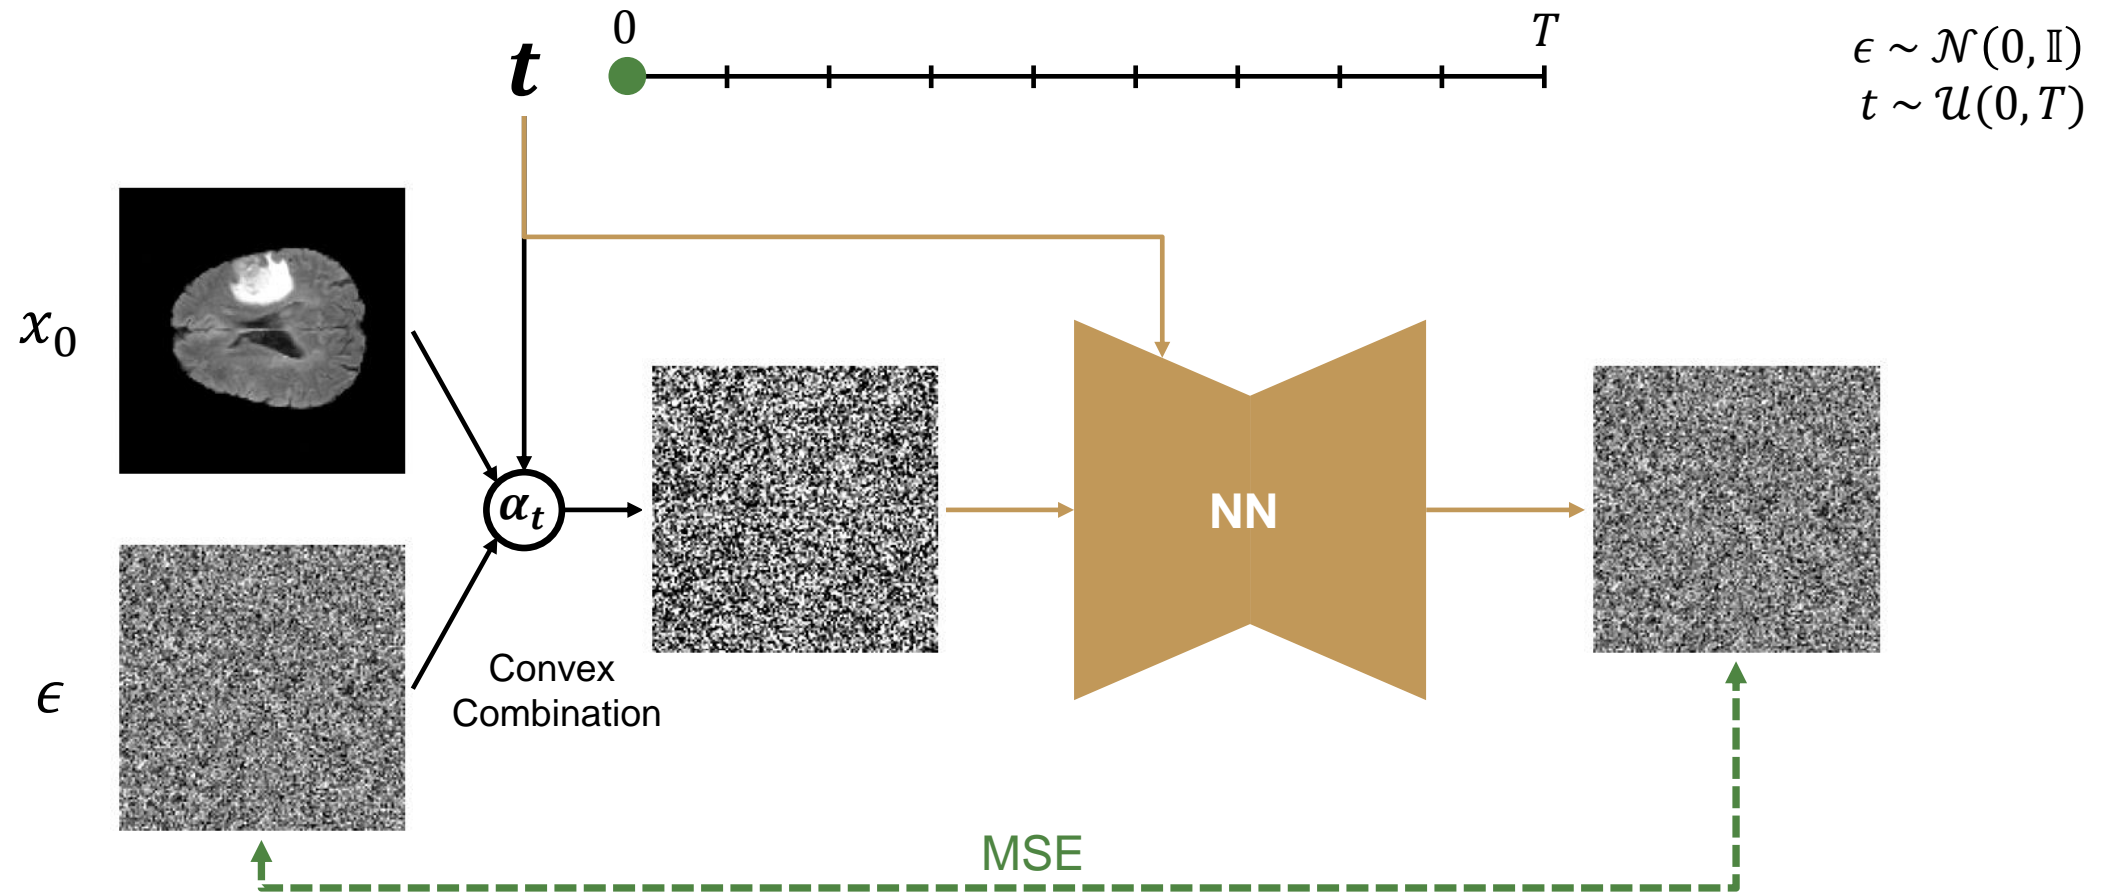 t
0
T
ϵ ~ 𝒩(0, 𝕀)
t ~ 𝒰(0, T)
x₀
αₜ
NN
ϵ
Convex
Combination
MSE